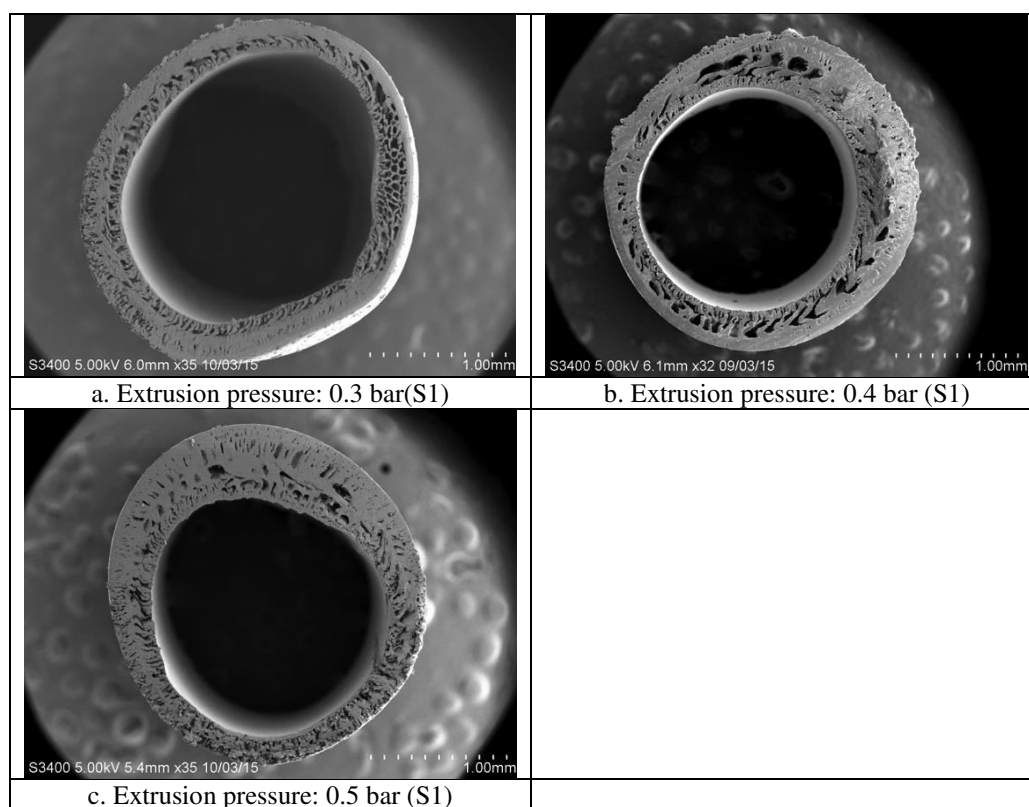 S3400 5.00kV 6.0mm x35 10/03/15 1.00mm
S3400 5.00kV 6.1mm x32 09/03/15 1.00mm
a. Extrusion pressure: 0.3 bar(S1)
b. Extrusion pressure: 0.4 bar (S1)
S3400 5.00kV 5.4mm x35 10/03/15 1.00mm
c. Extrusion pressure: 0.5 bar (S1)